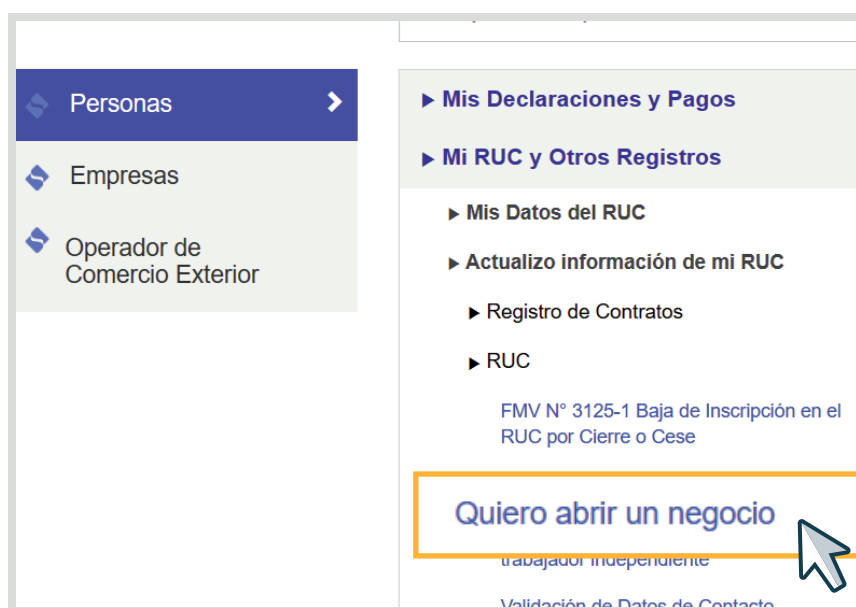 Personas
Empresas
Operador de
Comercio Exterior
▶ Mis Declaraciones y Pagos
▶ Mi RUC y Otros Registros
▶ Mis Datos del RUC
▶ Actualizo información de mi RUC
▶ Registro de Contratos
▶ RUC
FMV N° 3125-1 Baja de Inscripción en el
RUC por Cierre o Cese
Quiero abrir un negocio
trabajador independiente
Validación de Datos de Contacto